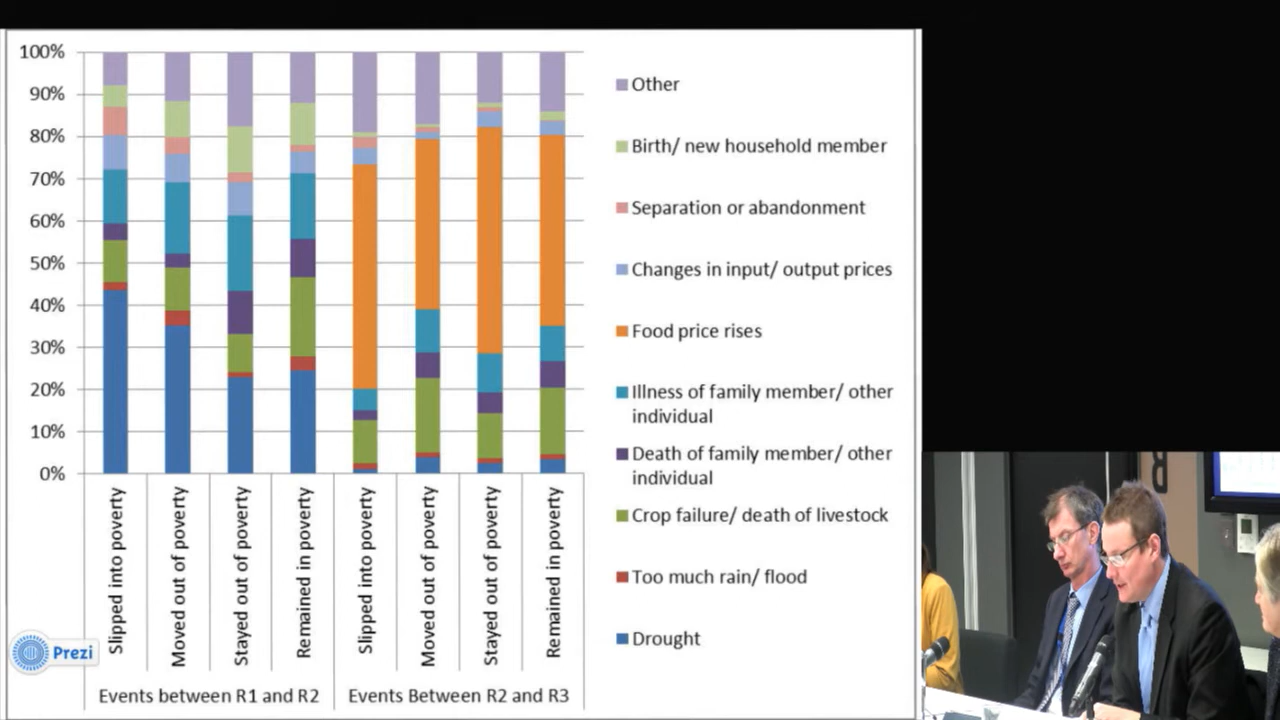 100%
90%
80%
70%
60%
50%
40%
30%
20%
10%
0%
Other
Birth/ new household member
Separation or abandonment
Changes in input/ output prices
Food price rises
Illness of family member/ other
individual
Death of family member/ other
individual
Crop failure/ death of livestock
Too much rain/ flood
Drought
Slipped into poverty
Moved out of poverty
Stayed out of poverty
Remained in poverty
Slipped into poverty
Moved out of poverty
Stayed out of poverty
Remained in poverty
Events between R1 and R2
Events Between R2 and R3
Prezi
R